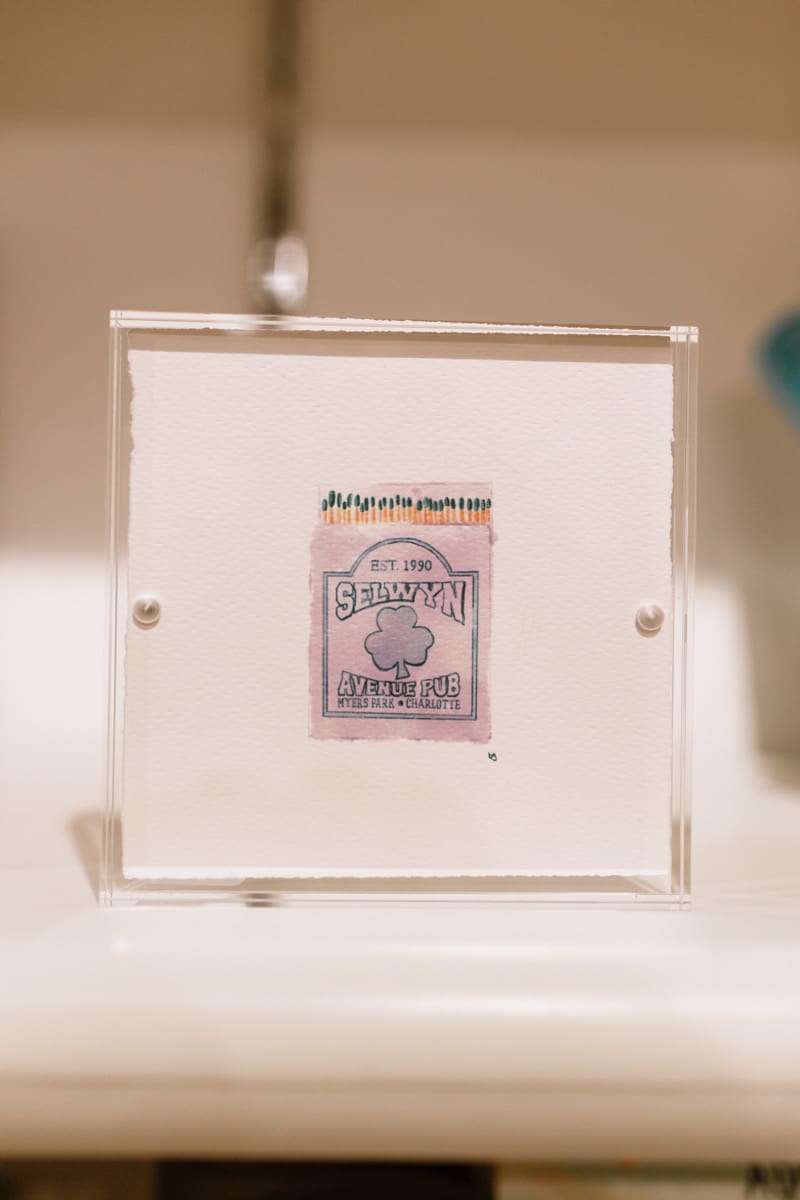 EST. 1990
SELWYN
AVENUE PUB
MYERS PARK • CHARLOTTE